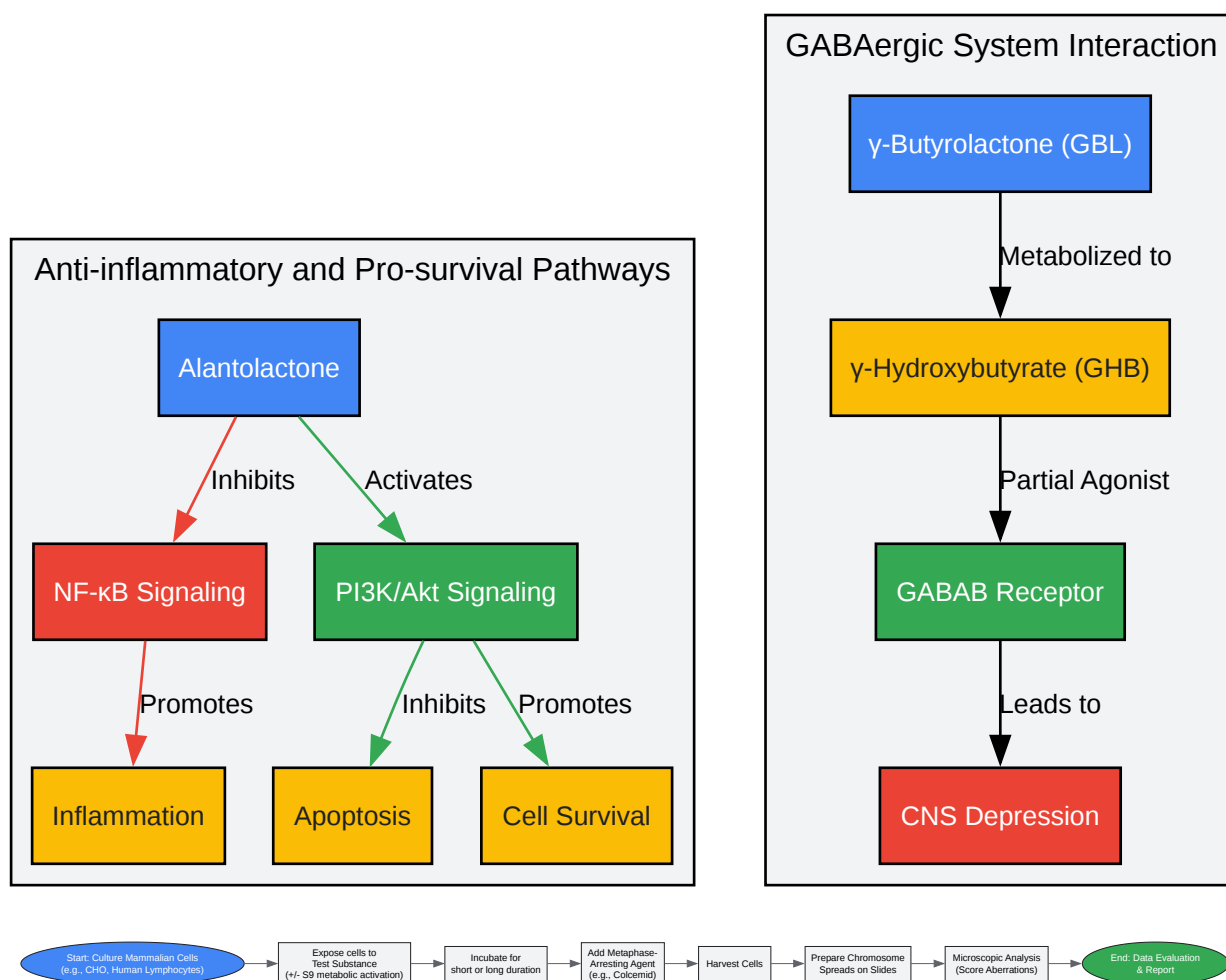 Anti-inflammatory and Pro-survival Pathways
Alantolactone
Inhibits
Activates
NF-κB Signaling
PI3K/Akt Signaling
Promotes
Inhibits
Promotes
Inflammation
Apoptosis
Cell Survival
GABAergic System Interaction
γ-Butyrolactone (GBL)
Metabolized to
γ-Hydroxybutyrate (GHB)
Partial Agonist
GABAB Receptor
Leads to
CNS Depression
Start: Culture Mammalian Cells
(e.g., CHO, Human Lymphocytes)
Expose cells to
Test Substance
(+/- S9 metabolic activation)
Incubate for
short or long duration
Add Metaphase-
Arresting Agent
(e.g., Colcemid)
Harvest Cells
Prepare Chromosome
Spreads on Slides
Microscopic Analysis
(Score Aberrations)
End: Data Evaluation
& Report